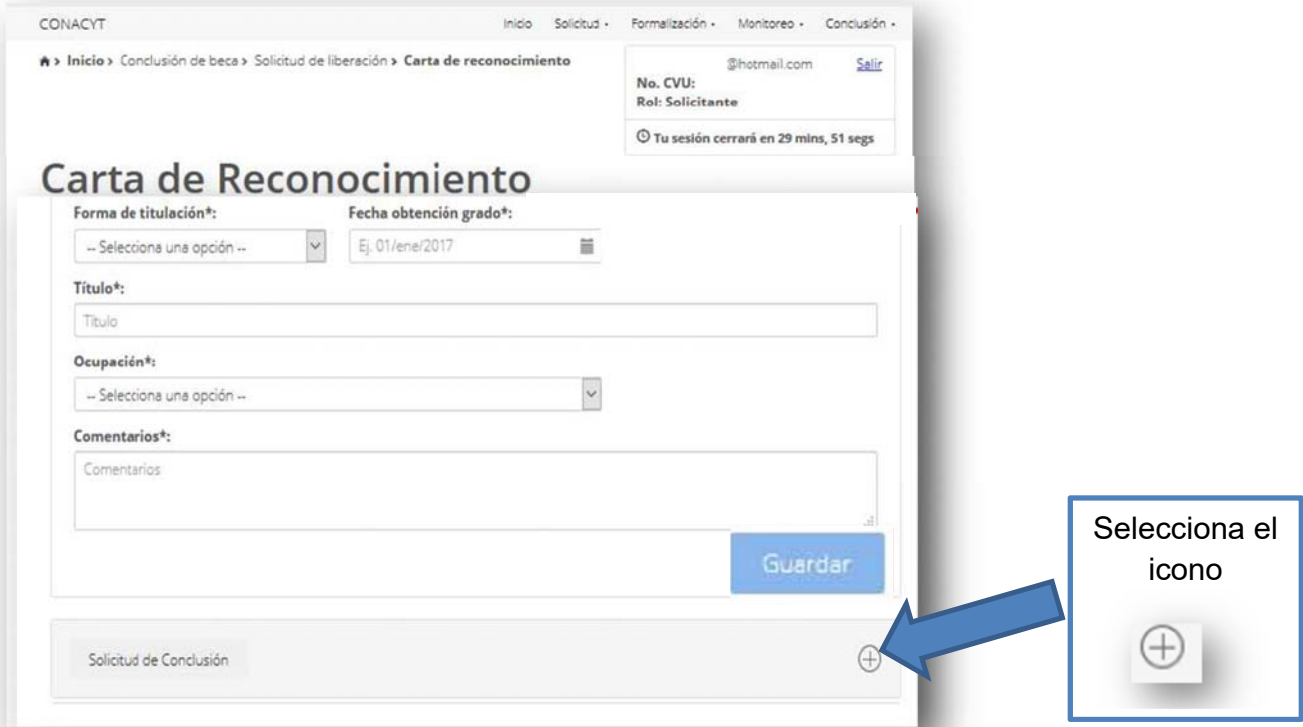 CONACYT Inicio Solicitud Formalización Monitoreo Conclusión
> Inicio > Conclusión de beca > Solicitud de liberación > Carta de reconocimiento
@hotmail.com Salir
No. CVU:
Rol: Solicitante
Tu sesión cerrará en 29 mins, 51 segs
Carta de Reconocimiento
Forma de titulación*: Fecha obtención grado*:
-- Selecciona una opción -- Ej. 01/ene/2017
Título*:
Título
Ocupación*:
-- Selecciona una opción --
Comentarios*:
Comentarios
Guardar
Solicitud de Conclusión
Selecciona el
icono